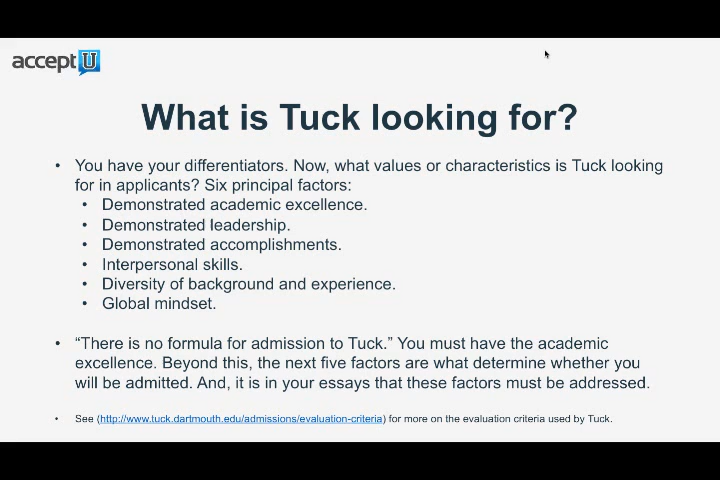 accept U
What is Tuck looking for?
• You have your differentiators. Now, what values or characteristics is Tuck looking
for in applicants? Six principal factors:
• Demonstrated academic excellence.
• Demonstrated leadership.
• Demonstrated accomplishments.
• Interpersonal skills.
• Diversity of background and experience.
• Global mindset.
• “There is no formula for admission to Tuck.” You must have the academic
excellence. Beyond this, the next five factors are what determine whether you
will be admitted. And, it is in your essays that these factors must be addressed.
• See (http://www.tuck.dartmouth.edu/admissions/evaluation-criteria) for more on the evaluation criteria used by Tuck.